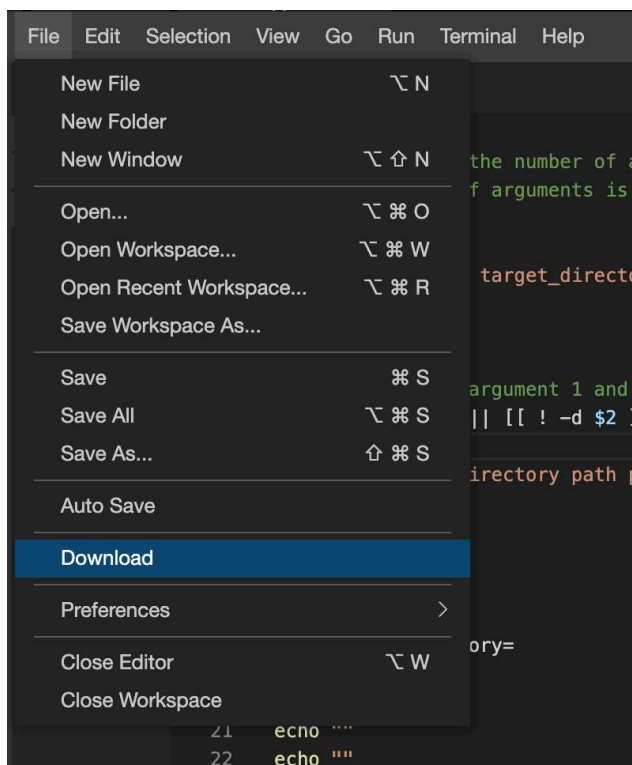 File Edit Selection View Go Run Terminal Help
New File ⌥ N
New Folder
New Window ⌥ ⇧ N
the number of
f arguments is
Open... ⌥ ⌘ O
Open Workspace... ⌥ ⌘ W
Open Recent Workspace... ⌥ ⌘ R
target_direct
Save Workspace As...
Save ⌘ S
argument 1 and
Save All ⌥ ⌘ S
|| [[ ! -d $2 ]
Save As... ⇧ ⌘ S
irectory path
Auto Save
Download
Preferences >
ory=
Close Editor ⌥ W
Close Workspace
21 echo ""
22 echo ""